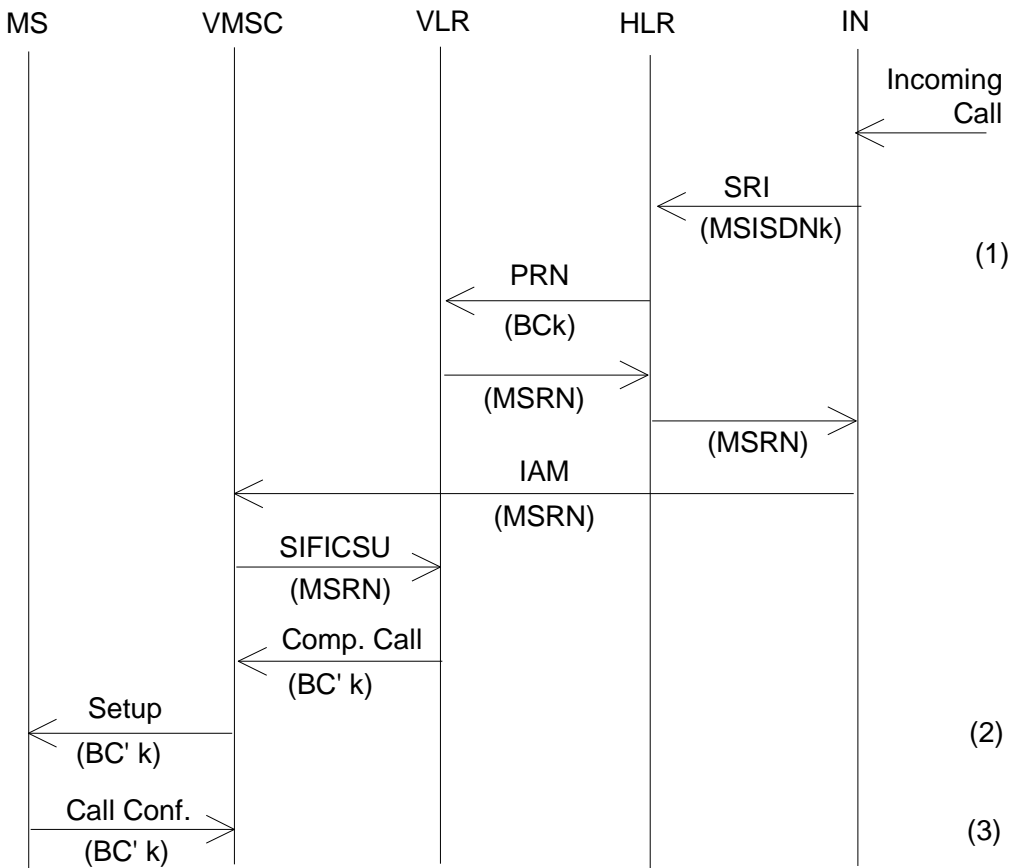 MS VMSC VLR HLR IN
Incoming
Call
SRI
(MSISDNk)
(1)
PRN
(BCk)
(MSRN)
(MSRN)
IAM
(MSRN)
SIFICSU
(MSRN)
Comp. Call
(BC' k)
Setup
(2)
(BC' k)
Call Conf.
(3)
(BC' k)